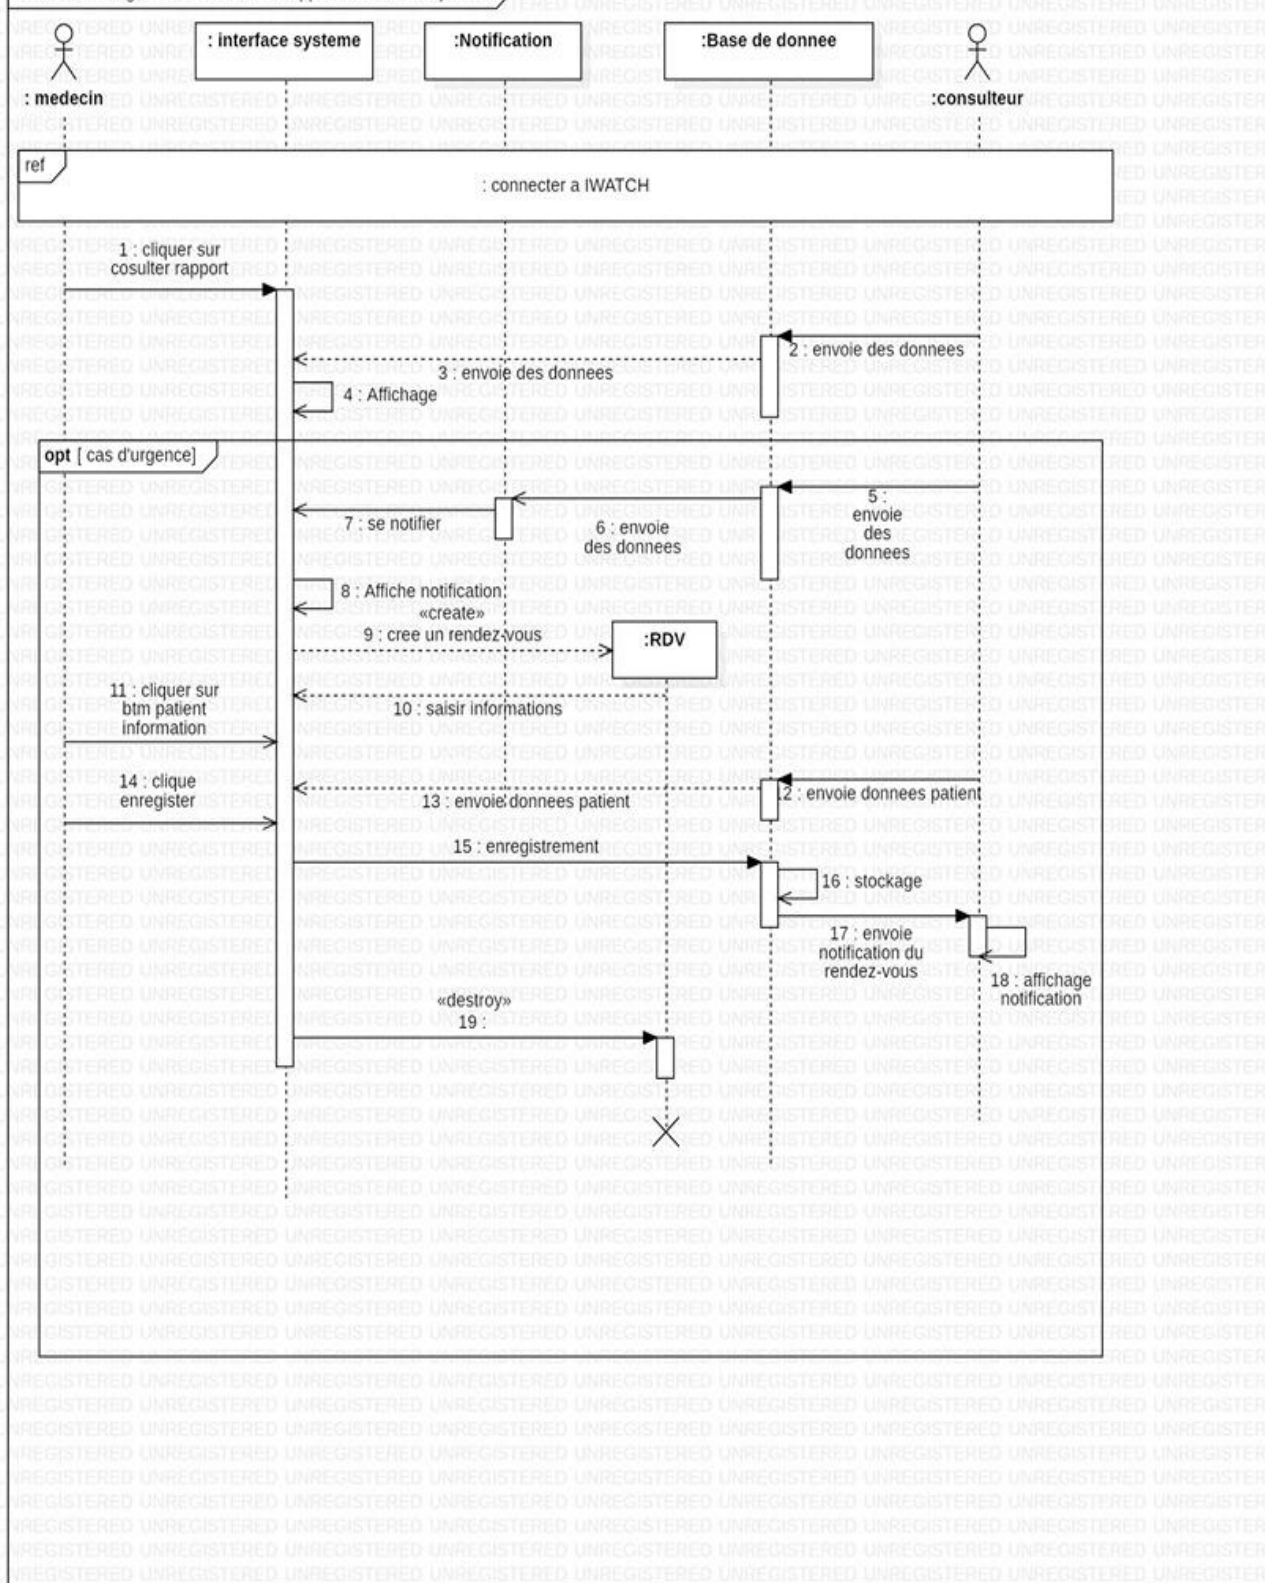 : medecin
: interface systeme
:Notification
:Base de donnee
:consulteur
ref
: connecter a IWATCH
1 : cliquer sur
cosulter rapport
2 : envoie des donnees
3 : envoie des donnees
4 : Affichage
opt [ cas d'urgence]
5 :
envoie
des
donnees
6 : envoie
des donnees
7 : se notifier
8 : Affiche notification
«create»
9 : cree un rendez-vous
:RDV
10 : saisir informations
11 : cliquer sur
btm patient
information
2 : envoie donnees patient
13 : envoie donnees patient
14 : clique
enregister
15 : enregistrement
16 : stockage
17 : envoie
notification du
rendez-vous
18 : affichage
notification
«destroy»
19 :
UNREGISTERED